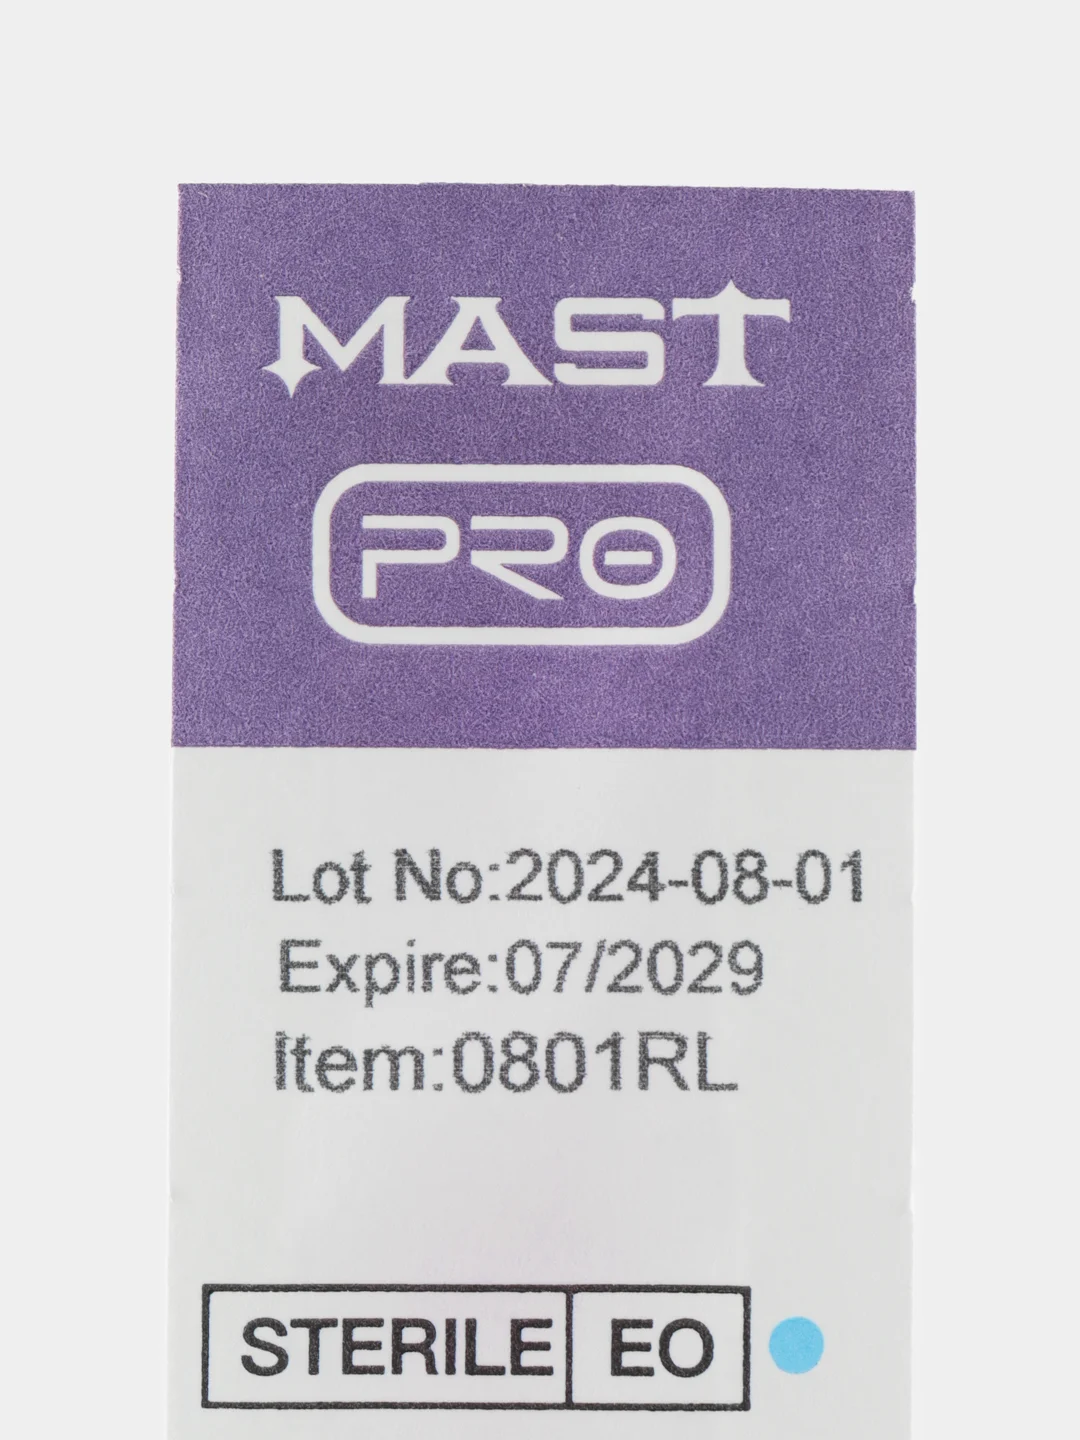 MAST
PRO
Lot No:2024-08-01
Expire:07/2029
Item:0801RL
STERILE EO